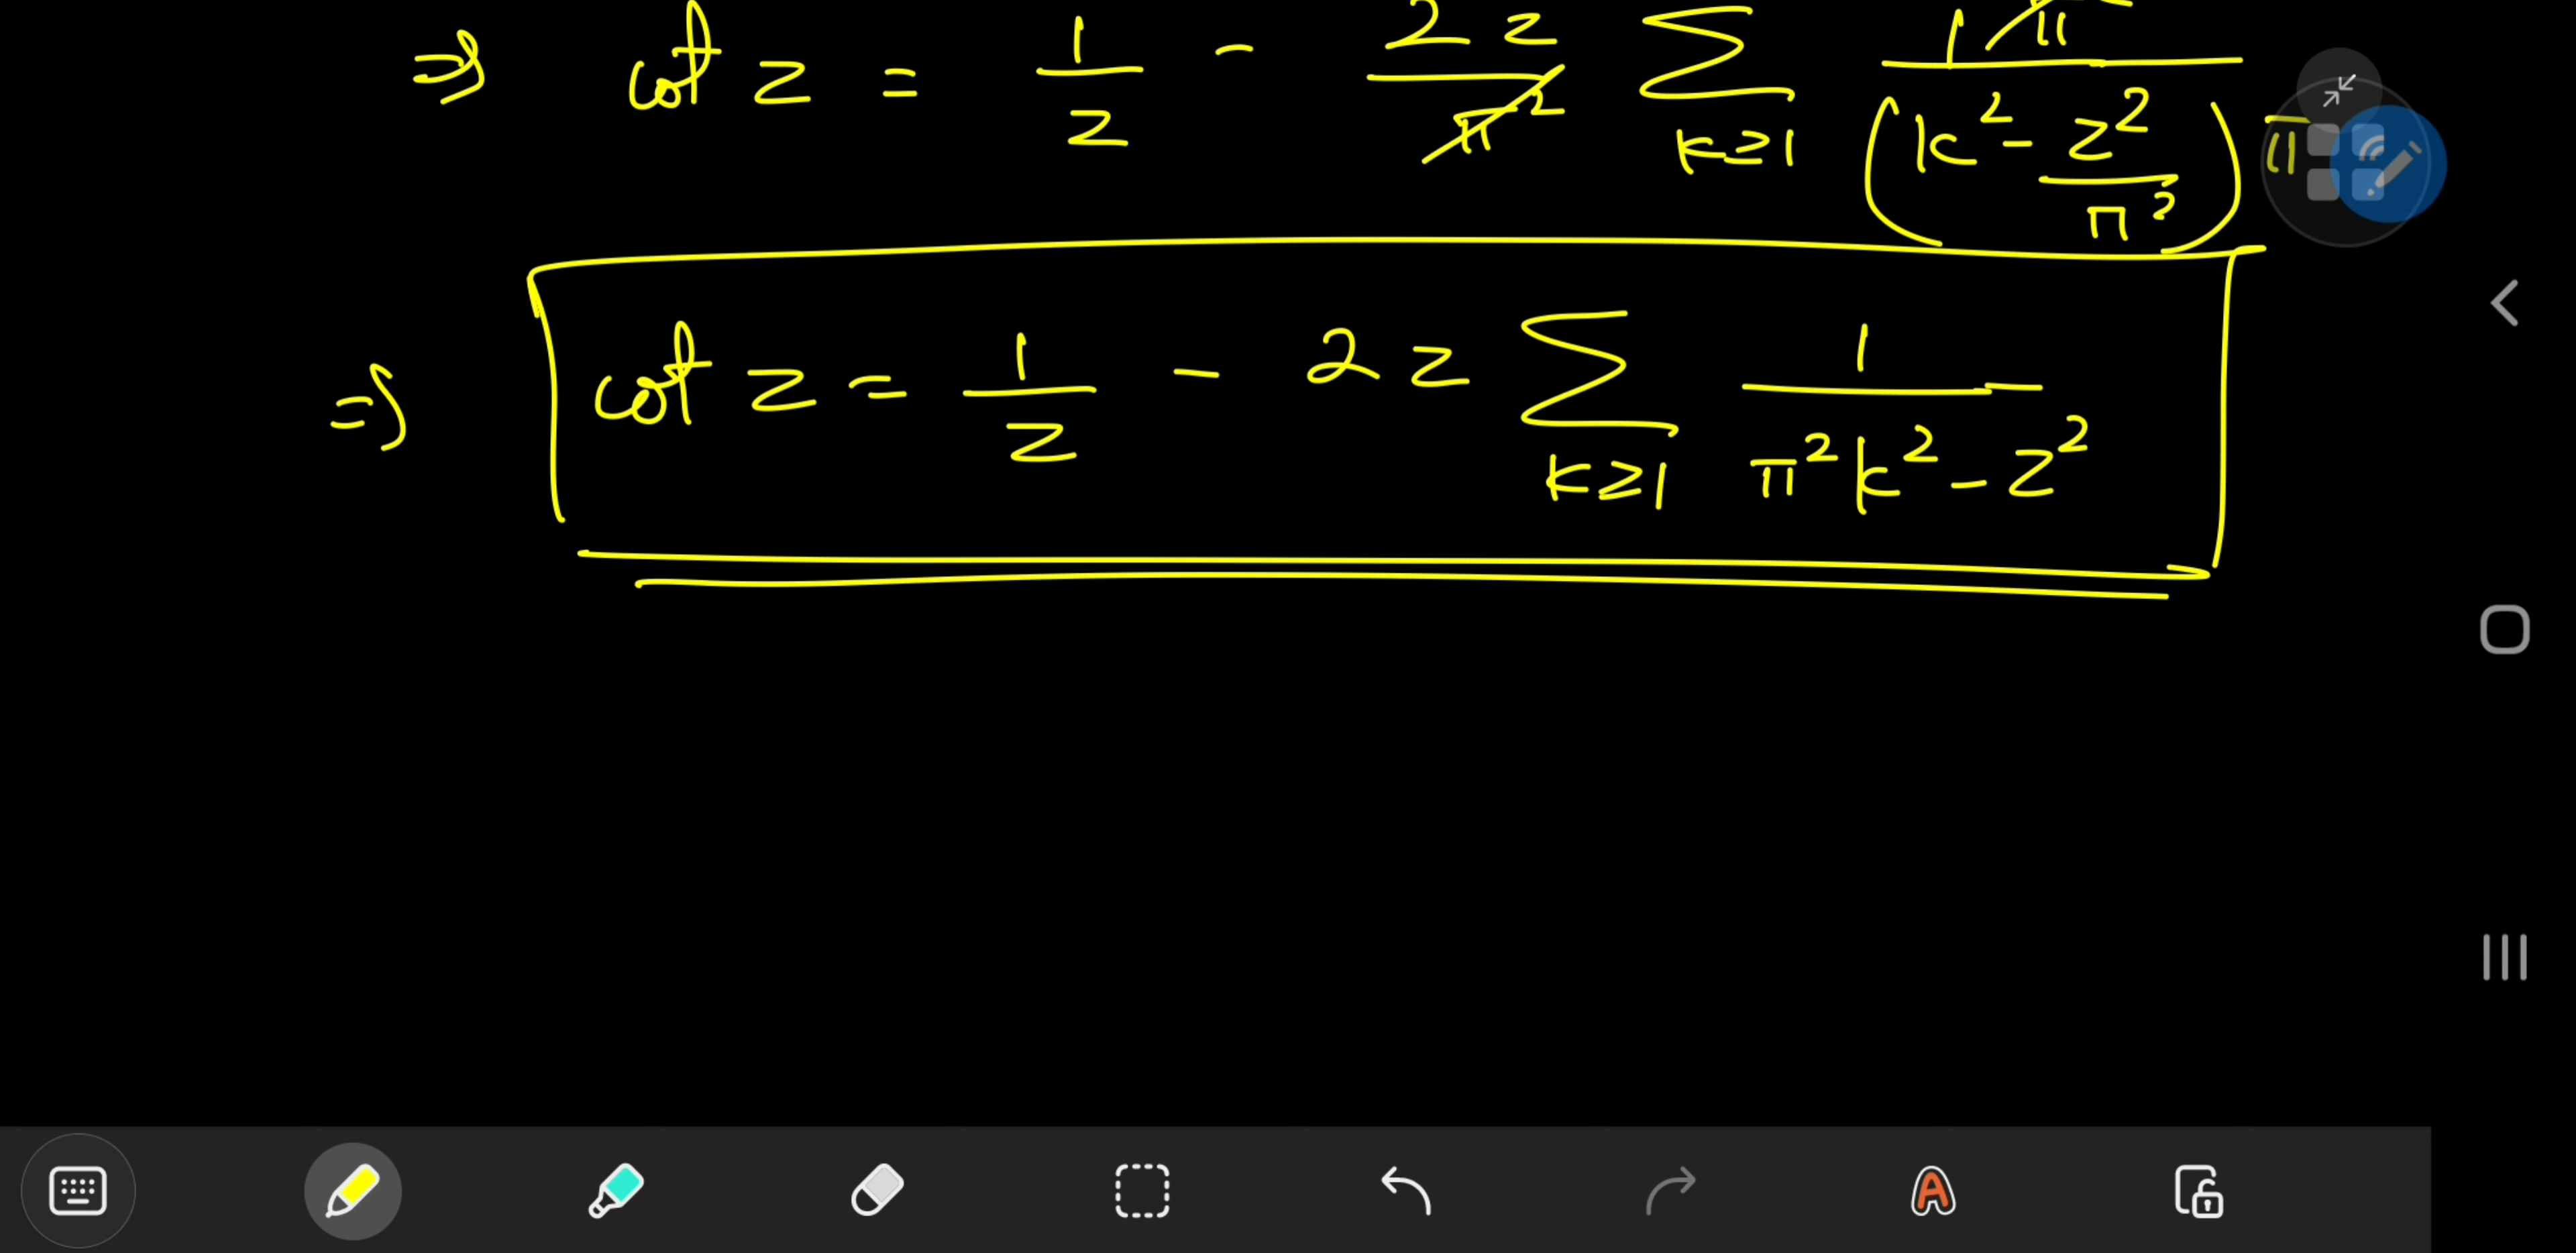 ⇒ cot z = 1/z - 2z/π² ∑_{k≥1} 1/(k² - z²/π²)
⇒ cot z = 1/z - 2z ∑_{k≥1} 1/(π²k² - z²)
A